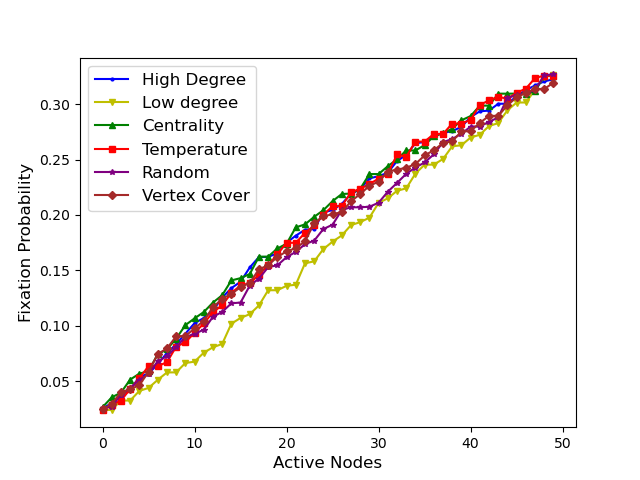 High Degree
Low degree
Centrality
Temperature
Random
Vertex Cover
Fixation Probability
0.30
0.25
0.20
0.15
0.10
0.05
0 10 20 30 40 50
Active Nodes